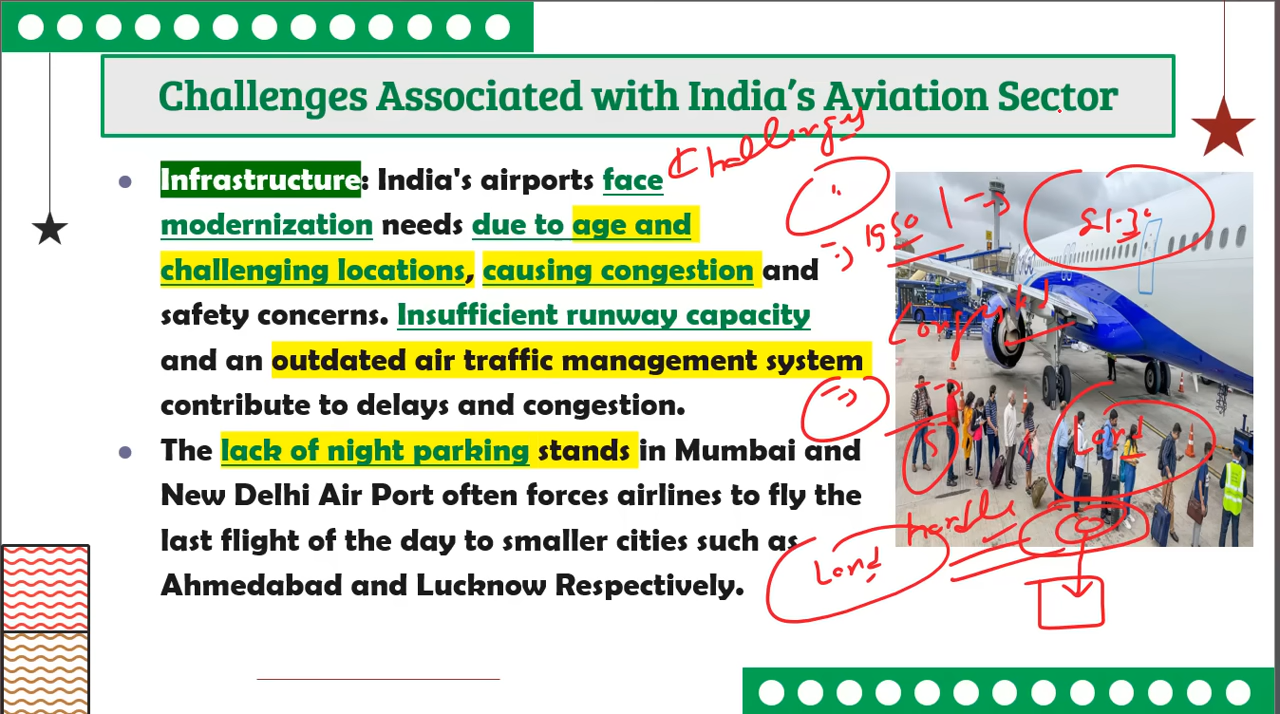 Challenges Associated with India's Aviation Sector
Infrastructure: India's airports face
modernization needs due to age and
challenging locations, causing congestion and
safety concerns. Insufficient runway capacity
and an outdated air traffic management system
contribute to delays and congestion.
The lack of night parking stands in Mumbai and
New Delhi Air Port often forces airlines to fly the
last flight of the day to smaller cities such as
Ahmedabad and Lucknow Respectively.
Challenges
1950
Land
handle
Land